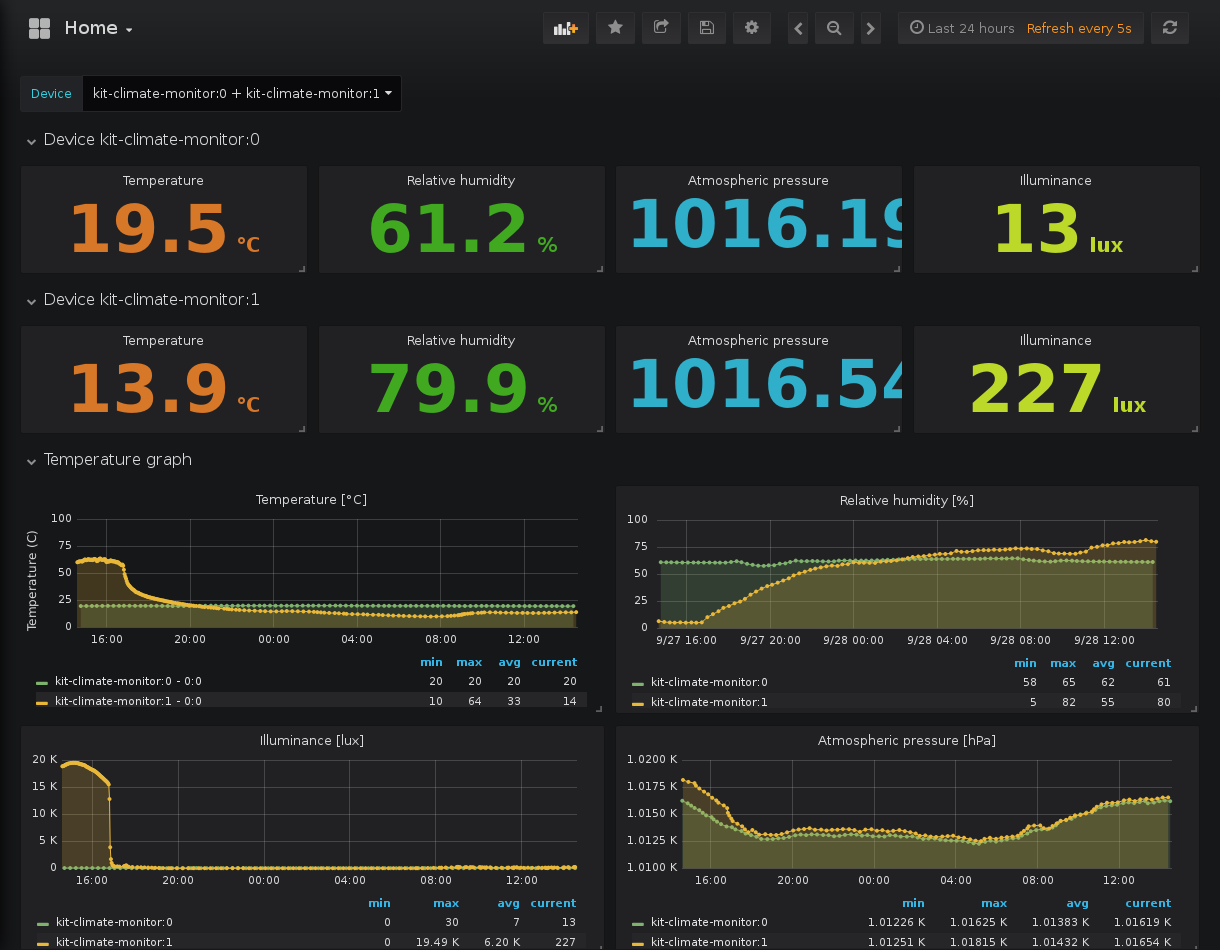 Home
Last 24 hours Refresh every 5s
Device kit-climate-monitor:0 + kit-climate-monitor:1
Device kit-climate-monitor:0
Temperature Relative humidity Atmospheric pressure Illuminance
19.5 °C 61.2 % 1016.19 13 lux
Device kit-climate-monitor:1
Temperature Relative humidity Atmospheric pressure Illuminance
13.9 °C 79.9 % 1016.54 227 lux
Temperature graph
Temperature [°C]
Temperature (C)
100
75
50
25
0
16:00 20:00 00:00 04:00 08:00 12:00
min max avg current
kit-climate-monitor:0 - 0:0 20 20 20 20
kit-climate-monitor:1 - 0:0 10 64 33 14
Relative humidity [%]
100
75
50
25
0
9/27 16:00 9/27 20:00 9/28 00:00 9/28 04:00 9/28 08:00 9/28 12:00
min max avg current
kit-climate-monitor:0 58 65 62 61
kit-climate-monitor:1 5 82 55 80
Illuminance [lux]
20 K
15 K
10 K
5 K
0
16:00 20:00 00:00 04:00 08:00 12:00
min max avg current
kit-climate-monitor:0 0 30 7 13
kit-climate-monitor:1 0 19.49 K 6.20 K 227
Atmospheric pressure [hPa]
1.0200 K
1.0175 K
1.0150 K
1.0125 K
1.0100 K
16:00 20:00 00:00 04:00 08:00 12:00
min max avg current
kit-climate-monitor:0 1.01226 K 1.01625 K 1.01383 K 1.01619 K
kit-climate-monitor:1 1.01251 K 1.01815 K 1.01432 K 1.01654 K